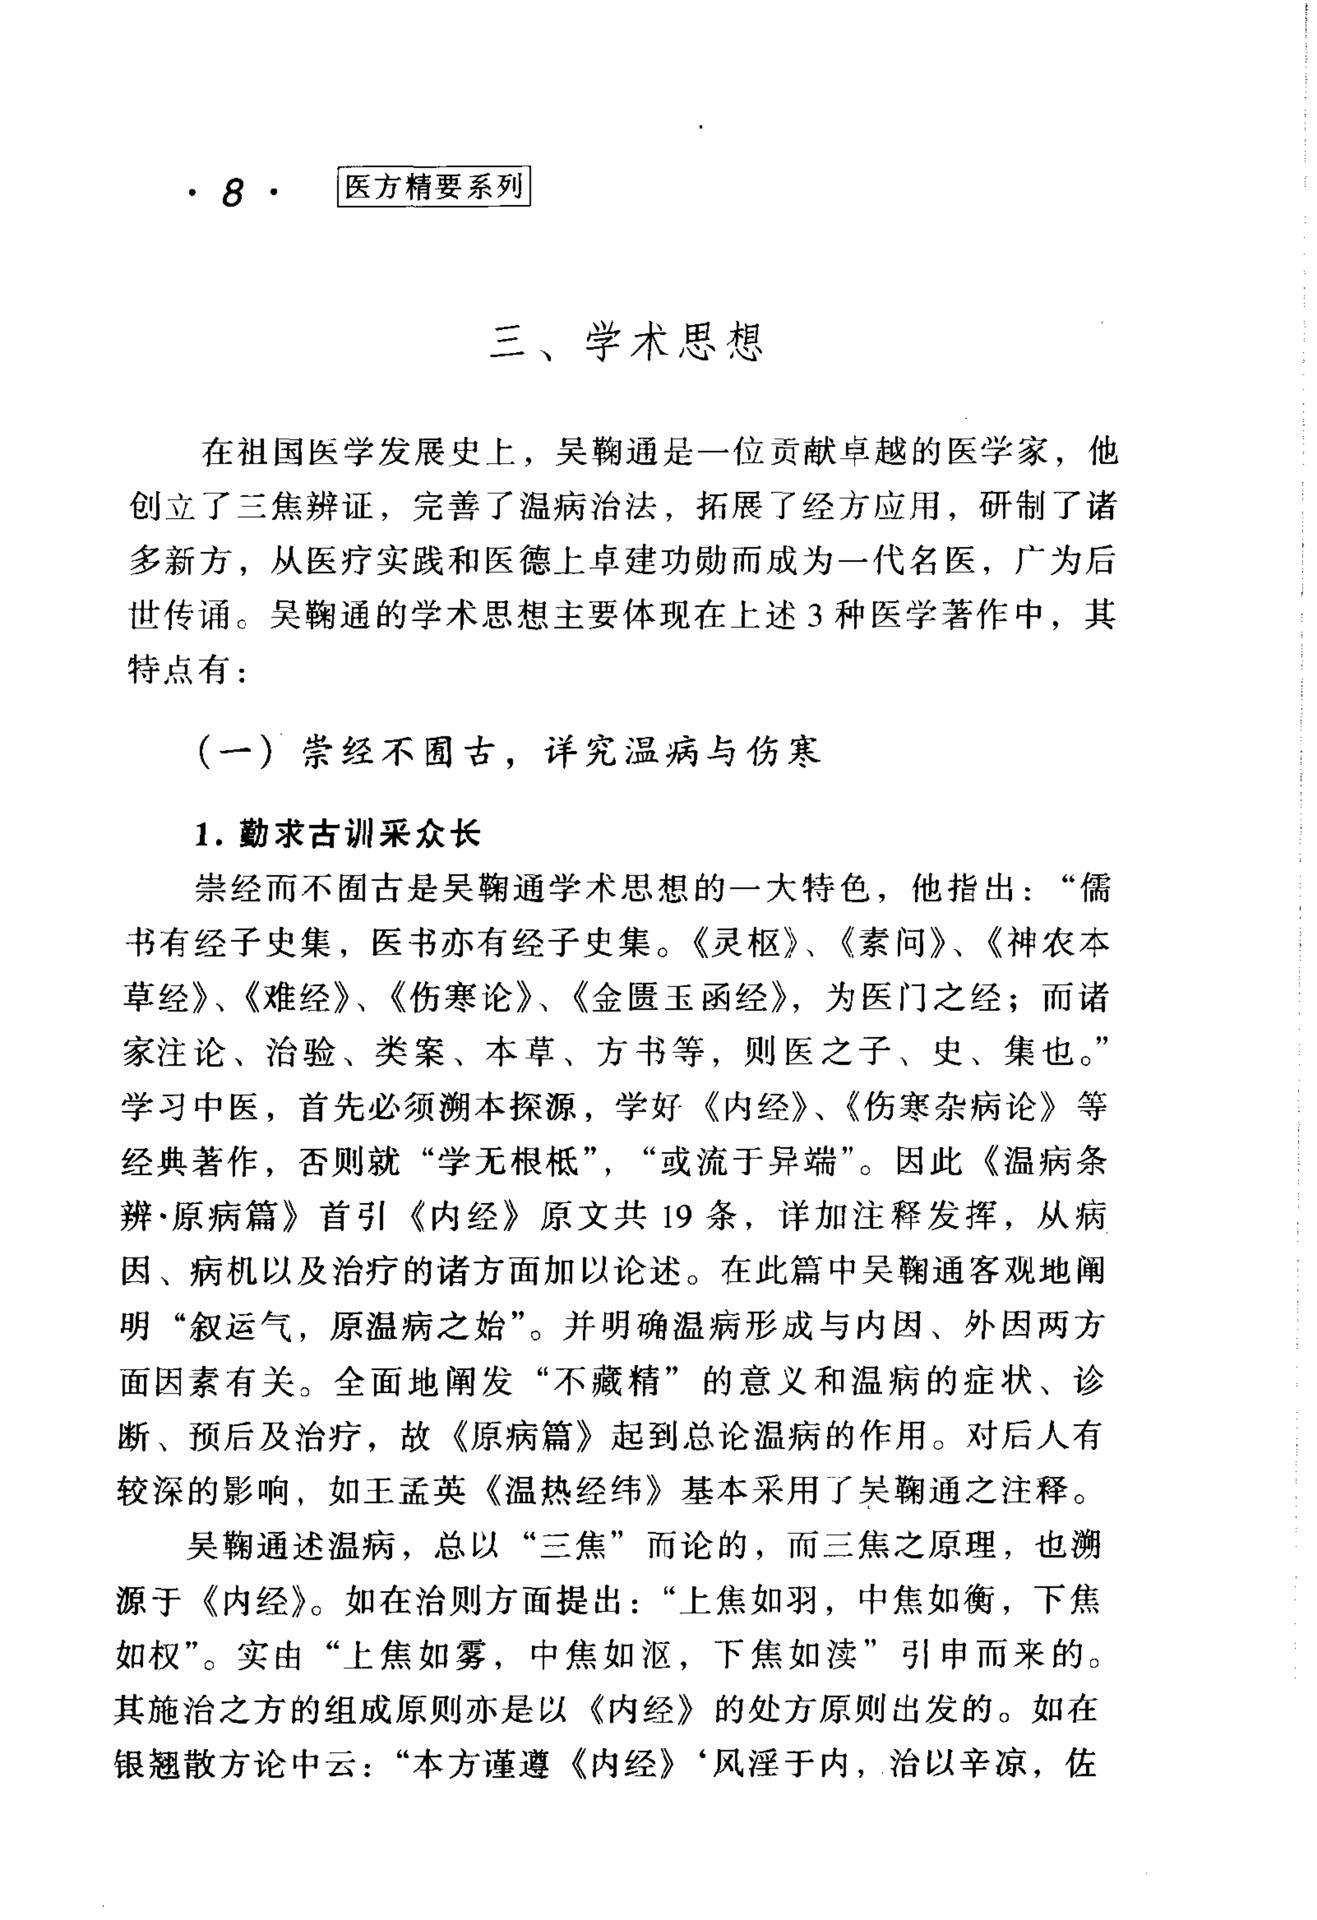 ·8· 医方精要系列
三、学术思想
在祖国医学发展史上，吴鞠通是一位贡献卓越的医学家，他
创立了三焦辨证，完善了温病治法，拓展了经方应用，研制了诸
多新方，从医疗实践和医德上卓建功勋而成为一代名医，广为后
世传诵。吴鞠通的学术思想主要体现在上述3种医学著作中，其
特点有：
（一）崇经不囿古，详究温病与伤寒
1. 勤求古训采众长
崇经而不囿古是吴鞠通学术思想的一大特色，他指出：“儒
书有经子史集，医书亦有经子史集。《灵枢》、《素问》、《神农本
草经》、《难经》、《伤寒论》、《金匮玉函经》，为医门之经；而诸
家注论、治验、类案、本草、方书等，则医之子、史、集也。”
学习中医，首先必须溯本探源，学好《内经》、《伤寒杂病论》等
经典著作，否则就“学无根柢”，“或流于异端”。因此《温病条
辨·原病篇》首引《内经》原文共19条，详加注释发挥，从病
因、病机以及治疗的诸方面加以论述。在此篇中吴鞠通客观地阐
明“叙运气，原温病之始”。并明确温病形成与内因、外因两方
面因素有关。全面地阐发“不藏精”的意义和温病的症状、诊
断、预后及治疗，故《原病篇》起到总论温病的作用。对后人有
较深的影响，如王孟英《温热经纬》基本采用了吴鞠通之注释。
吴鞠通述温病，总以“三焦”而论的，而三焦之原理，也溯
源于《内经》。如在治则方面提出：“上焦如羽，中焦如衡，下焦
如权”。实由“上焦如雾，中焦如沤，下焦如渎”引申而来的。
其施治之方的组成原则亦是以《内经》的处方原则出发的。如在
银翘散方论中云：“本方谨遵《内经》‘风淫于内，治以辛凉，佐